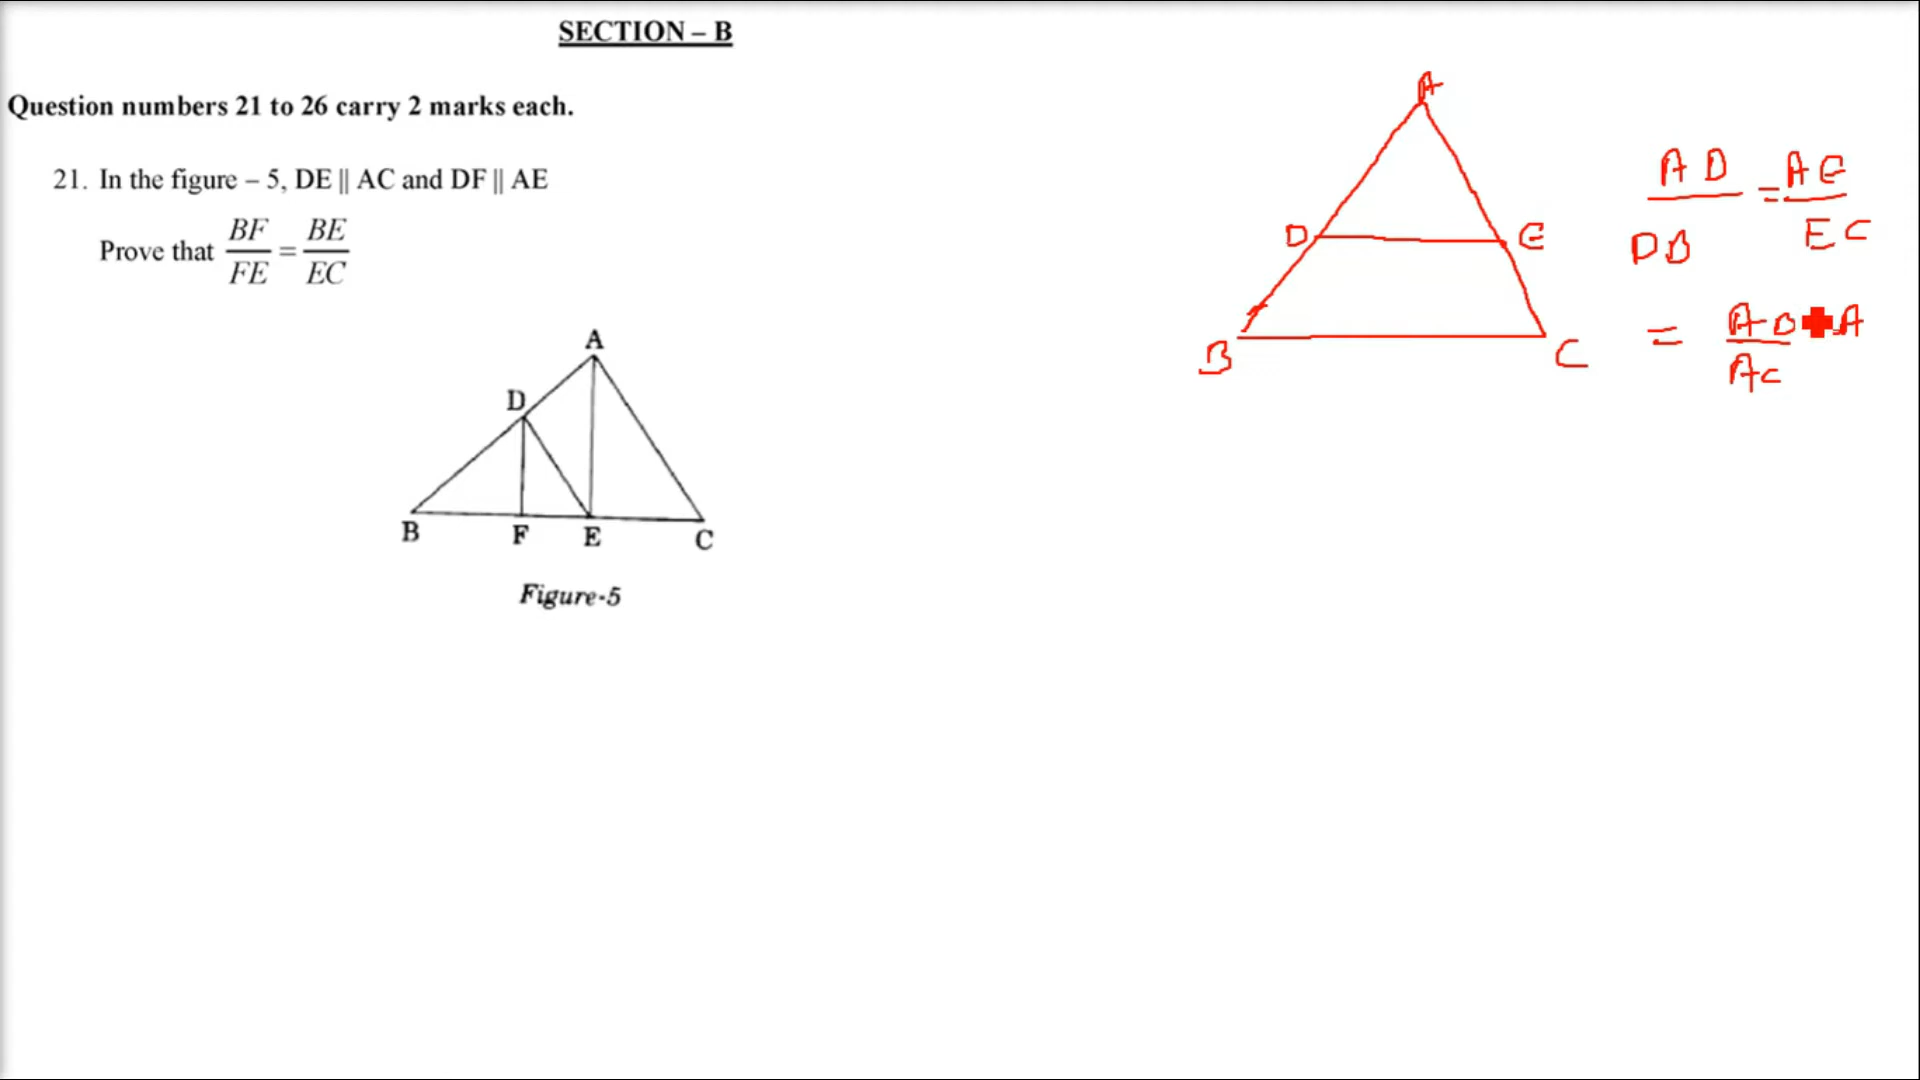 SECTION – B
Question numbers 21 to 26 carry 2 marks each.
21. In the figure – 5, DE || AC and DF || AE
Prove that BF/FE = BE/EC
A
D
B F E C
Figure-5
A
D E
B C
AD/DB = AE/EC
= AD/AC A